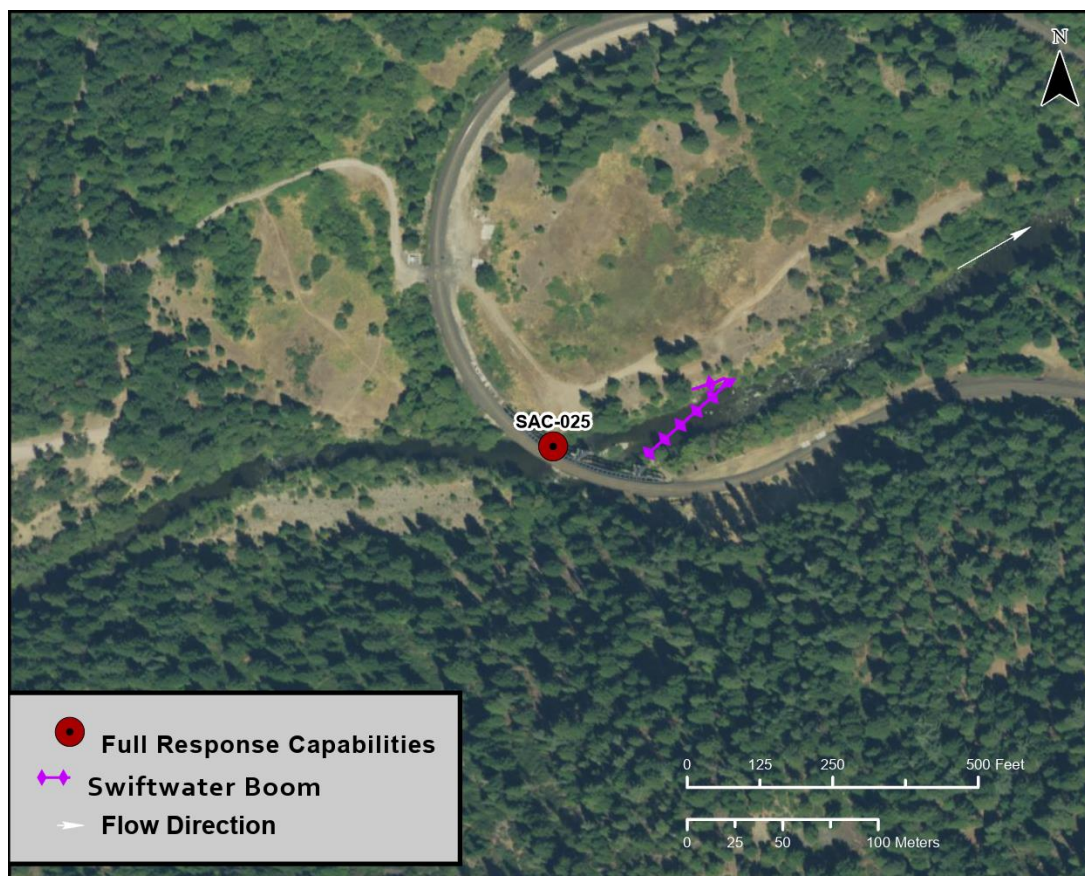 N
SAC-025
Full Response Capabilities
Swiftwater Boom
Flow Direction
0 125 250 500 Feet
0 25 50 100 Meters